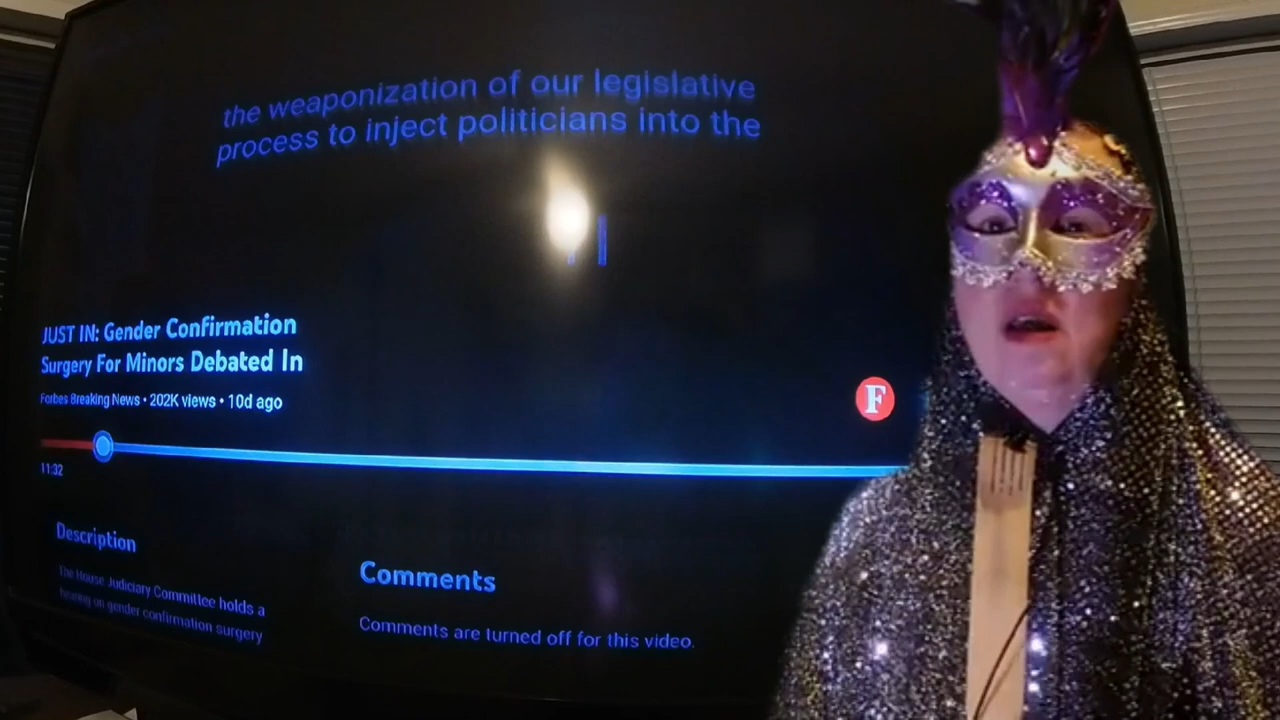 the weaponization of our legislative
process to inject politicians into the
JUST IN: Gender Confirmation
Surgery For Minors Debated In
Forbes Breaking News • 202K views • 10d ago
F
11:32
Description
The House Judiciary Committee holds a
hearing on gender confirmation surgery
Comments
Comments are turned off for this video.